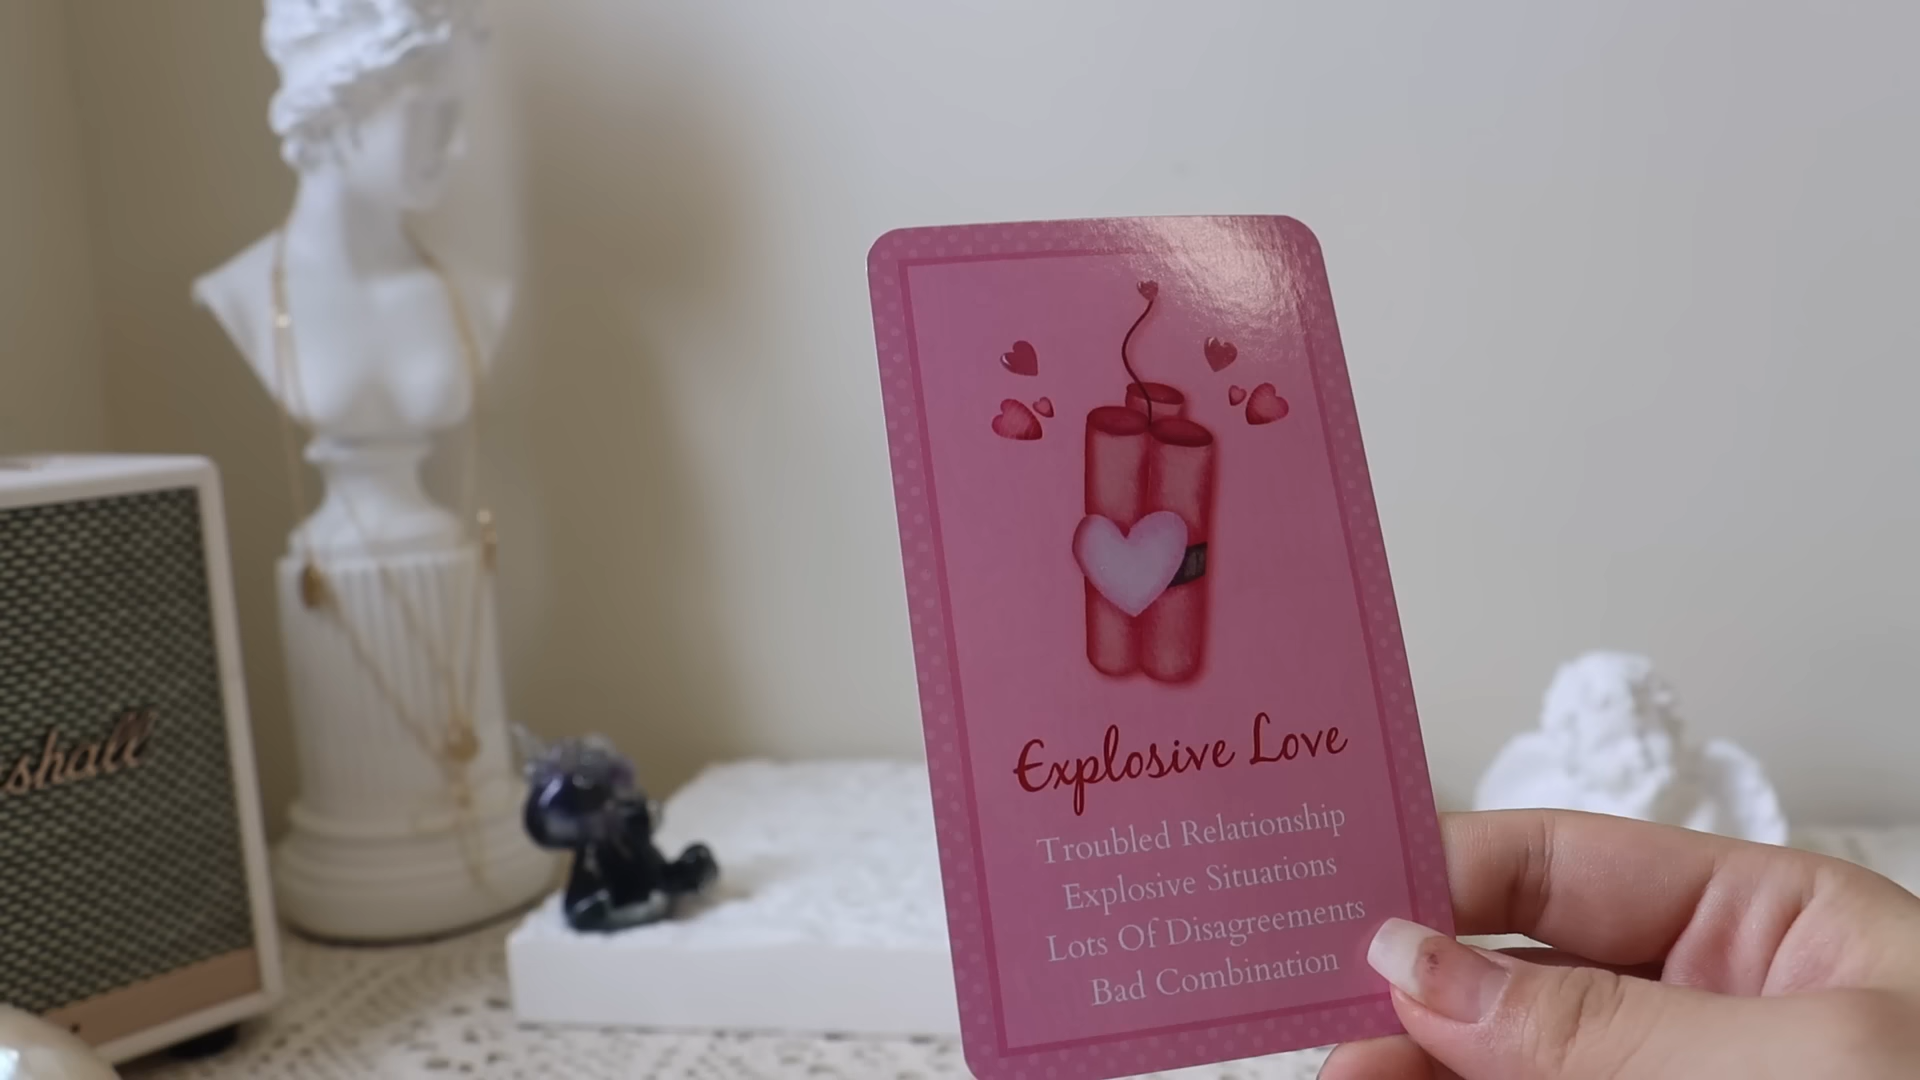 shall
Explosive Love
Troubled Relationship
Explosive Situations
Lots Of Disagreements
Bad Combination